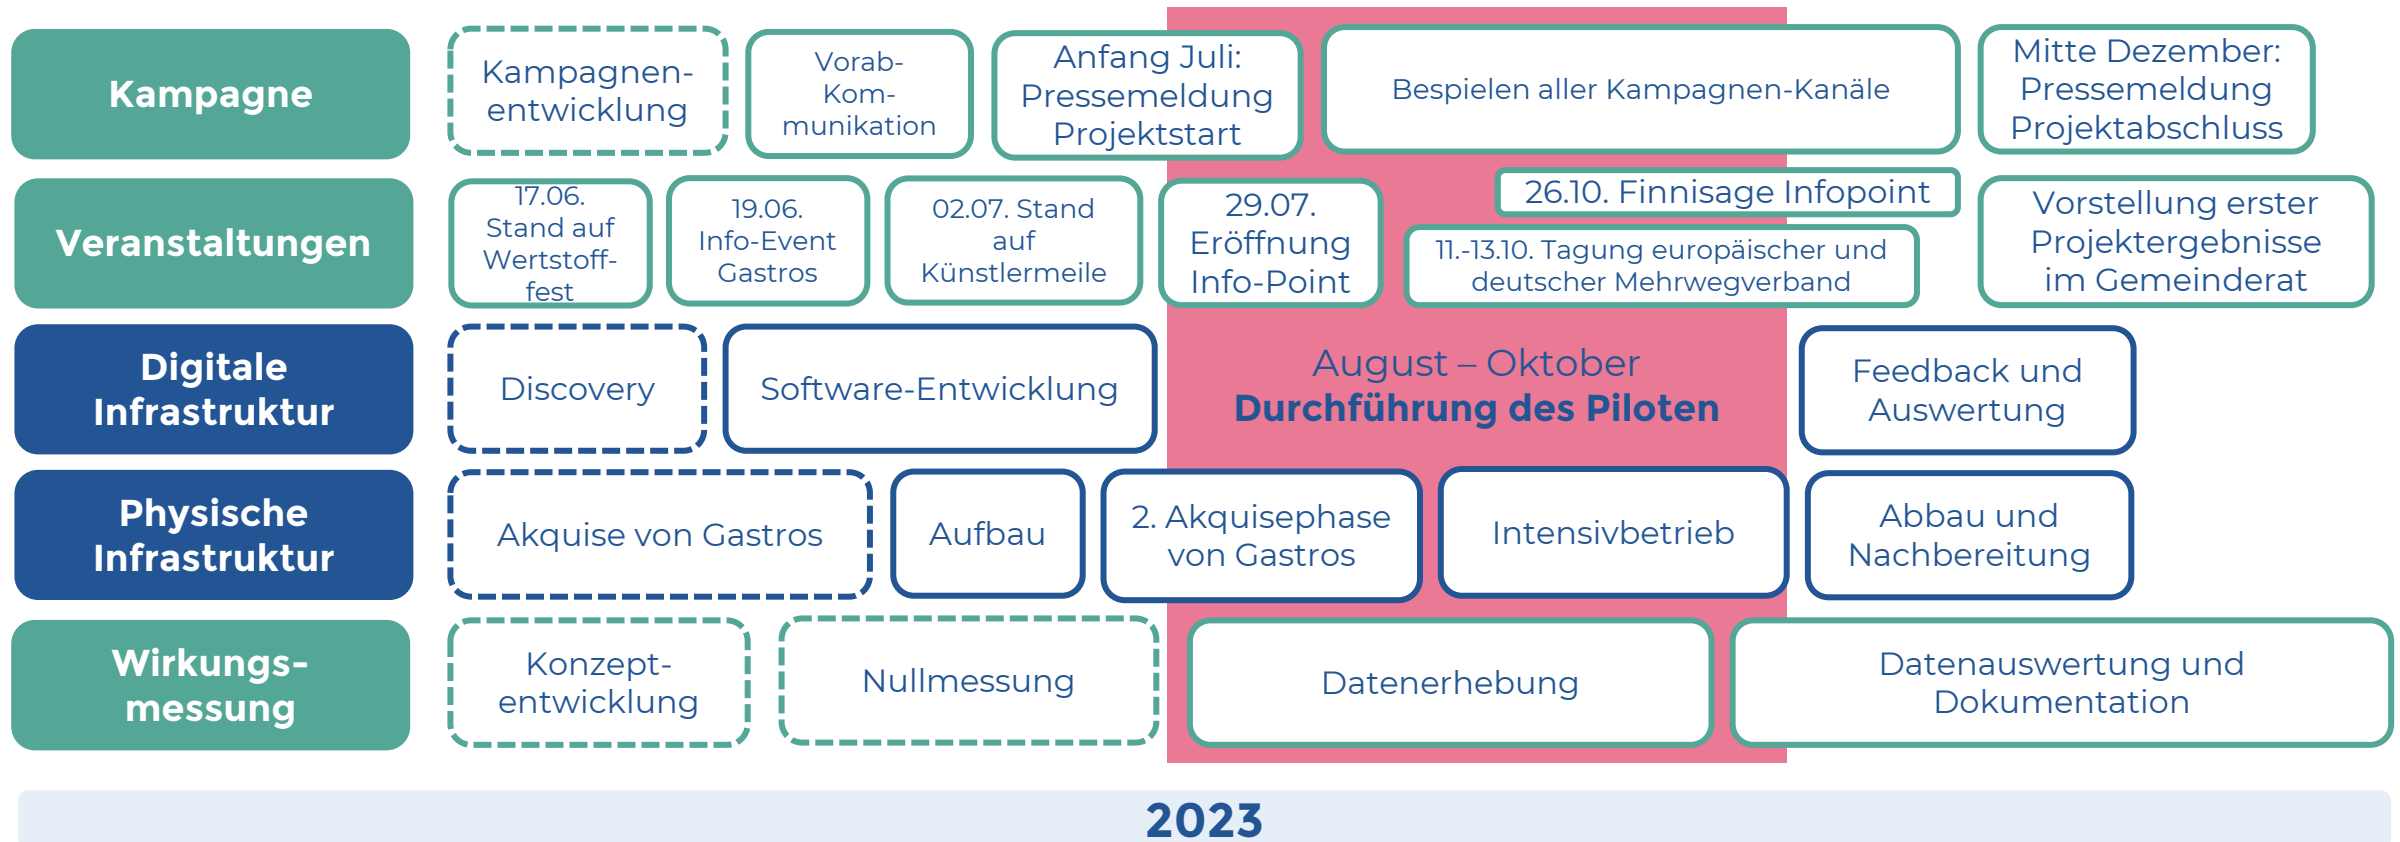 Kampagne
Kampagnen-
entwicklung
Vorab-
Kom-
munikation
Anfang Juli:
Pressemeldung
Projektstart
Bespielen aller Kampagnen-Kanäle
Mitte Dezember:
Pressemeldung
Projektabschluss
Veranstaltungen
17.06.
Stand auf
Wertstoff-
fest
19.06.
Info-Event
Gastros
02.07. Stand
auf
Künstlermeile
29.07.
Eröffnung
Info-Point
26.10. Finnisage Infopoint
11.-13.10. Tagung europäischer und
deutscher Mehrwegverband
Vorstellung erster
Projektergebnisse
im Gemeinderat
Digitale
Infrastruktur
Discovery
Software-Entwicklung
August – Oktober
Durchführung des Piloten
Feedback und
Auswertung
Physische
Infrastruktur
Akquise von Gastros
Aufbau
2. Akquisephase
von Gastros
Intensivbetrieb
Abbau und
Nachbereitung
Wirkungs-
messung
Konzept-
entwicklung
Nullmessung
Datenerhebung
Datenauswertung und
Dokumentation
2023